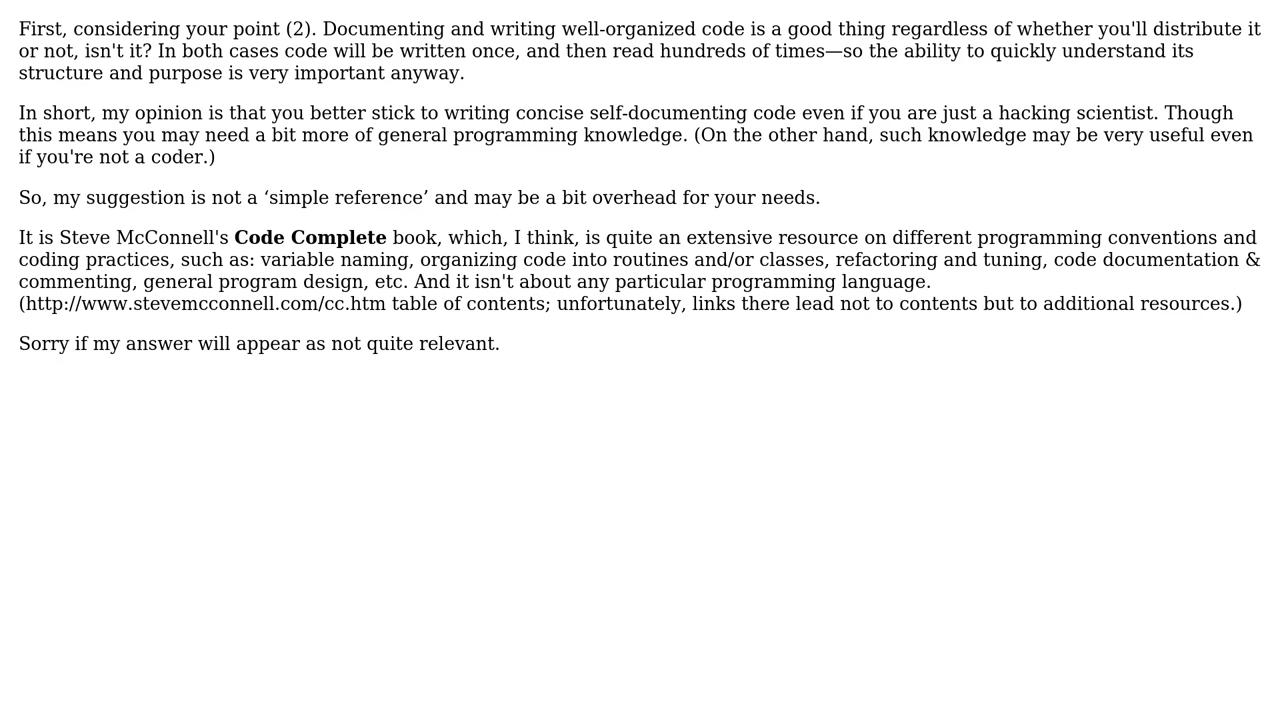 First, considering your point (2). Documenting and writing well-organized code is a good thing regardless of whether you'll distribute it
or not, isn't it? In both cases code will be written once, and then read hundreds of times—so the ability to quickly understand its
structure and purpose is very important anyway.
In short, my opinion is that you better stick to writing concise self-documenting code even if you are just a hacking scientist. Though
this means you may need a bit more of general programming knowledge. (On the other hand, such knowledge may be very useful even
if you're not a coder.)
So, my suggestion is not a ‘simple reference’ and may be a bit overhead for your needs.
It is Steve McConnell's Code Complete book, which, I think, is quite an extensive resource on different programming conventions and
coding practices, such as: variable naming, organizing code into routines and/or classes, refactoring and tuning, code documentation &
commenting, general program design, etc. And it isn't about any particular programming language.
(http://www.stevemcconnell.com/cc.htm table of contents; unfortunately, links there lead not to contents but to additional resources.)
Sorry if my answer will appear as not quite relevant.